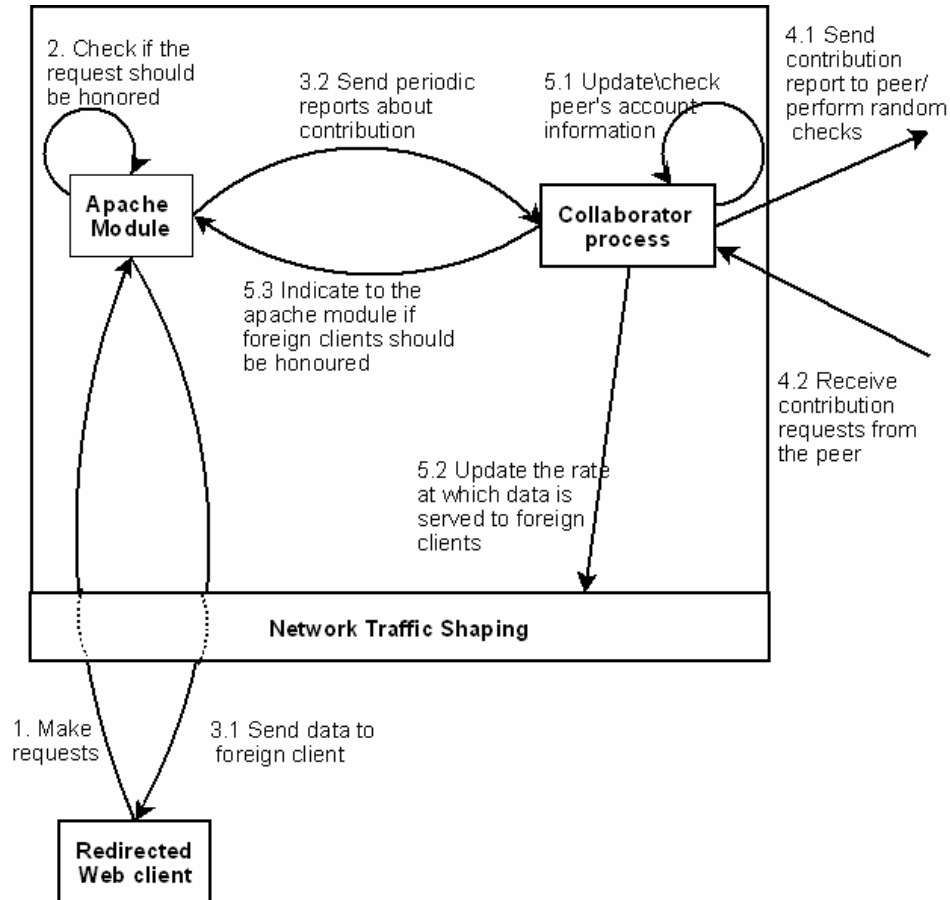 2. Check if the
request should
be honored
3.2 Send periodic
reports about
contribution
5.1 Update\check
peer's account
information
4.1 Send
contribution
report to peer/
perform random
checks
Apache
Module
Collaborator
process
5.3 Indicate to the
apache module if
foreign clients should
be honoured
4.2 Receive
contribution
requests from
the peer
5.2 Update the rate
at which data is
served to foreign
clients
Network Traffic Shaping
1. Make
requests
3.1 Send data to
foreign client
Redirected
Web client